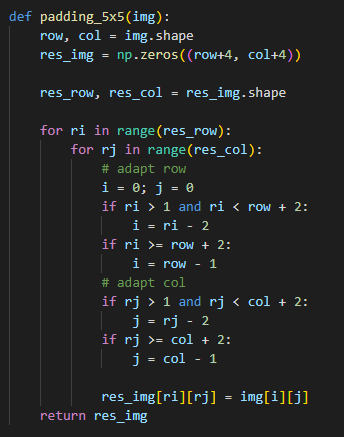 def padding_5x5(img):
    row, col = img.shape
    res_img = np.zeros((row+4, col+4))

    res_row, res_col = res_img.shape

    for ri in range(res_row):
        for rj in range(res_col):
            # adapt row
            i = 0; j = 0
            if ri > 1 and ri < row + 2:
                i = ri - 2
            if ri >= row + 2:
                i = row - 1
            # adapt col
            if rj > 1 and rj < col + 2:
                j = rj - 2
            if rj >= col + 2:
                j = col - 1

            res_img[ri][rj] = img[i][j]
    return res_img